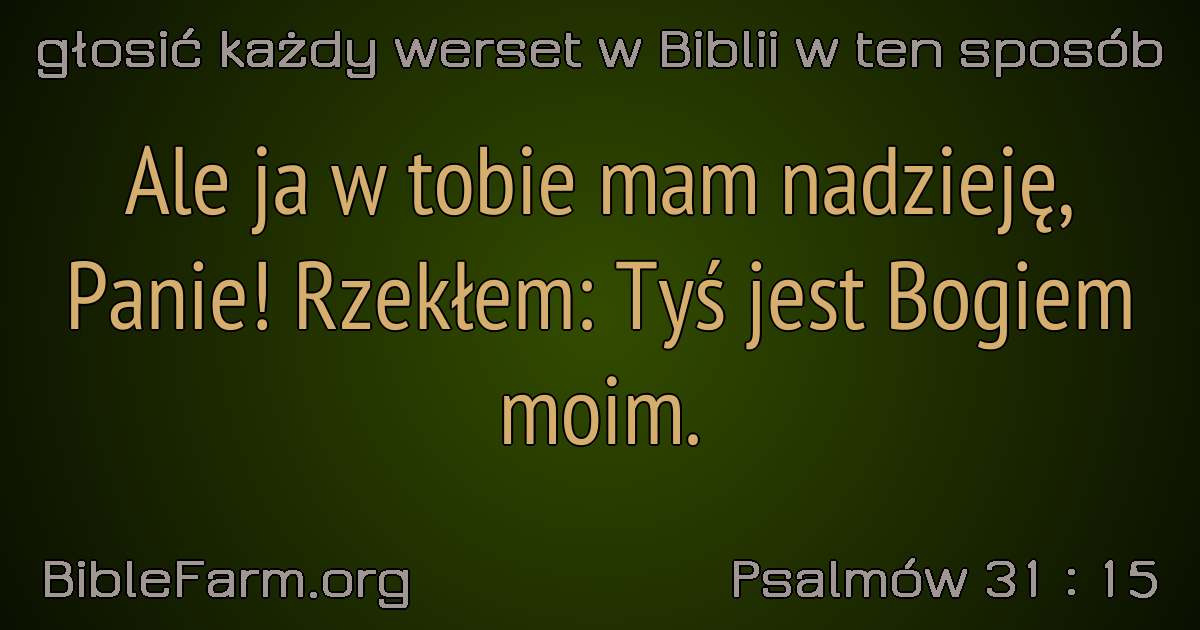 głosić każdy werset w Biblii w ten sposób
Ale ja w tobie mam nadzieję,
Panie! Rzekłem: Tyś jest Bogiem
moim.
BibleFarm.org
Psalmów 31 : 15